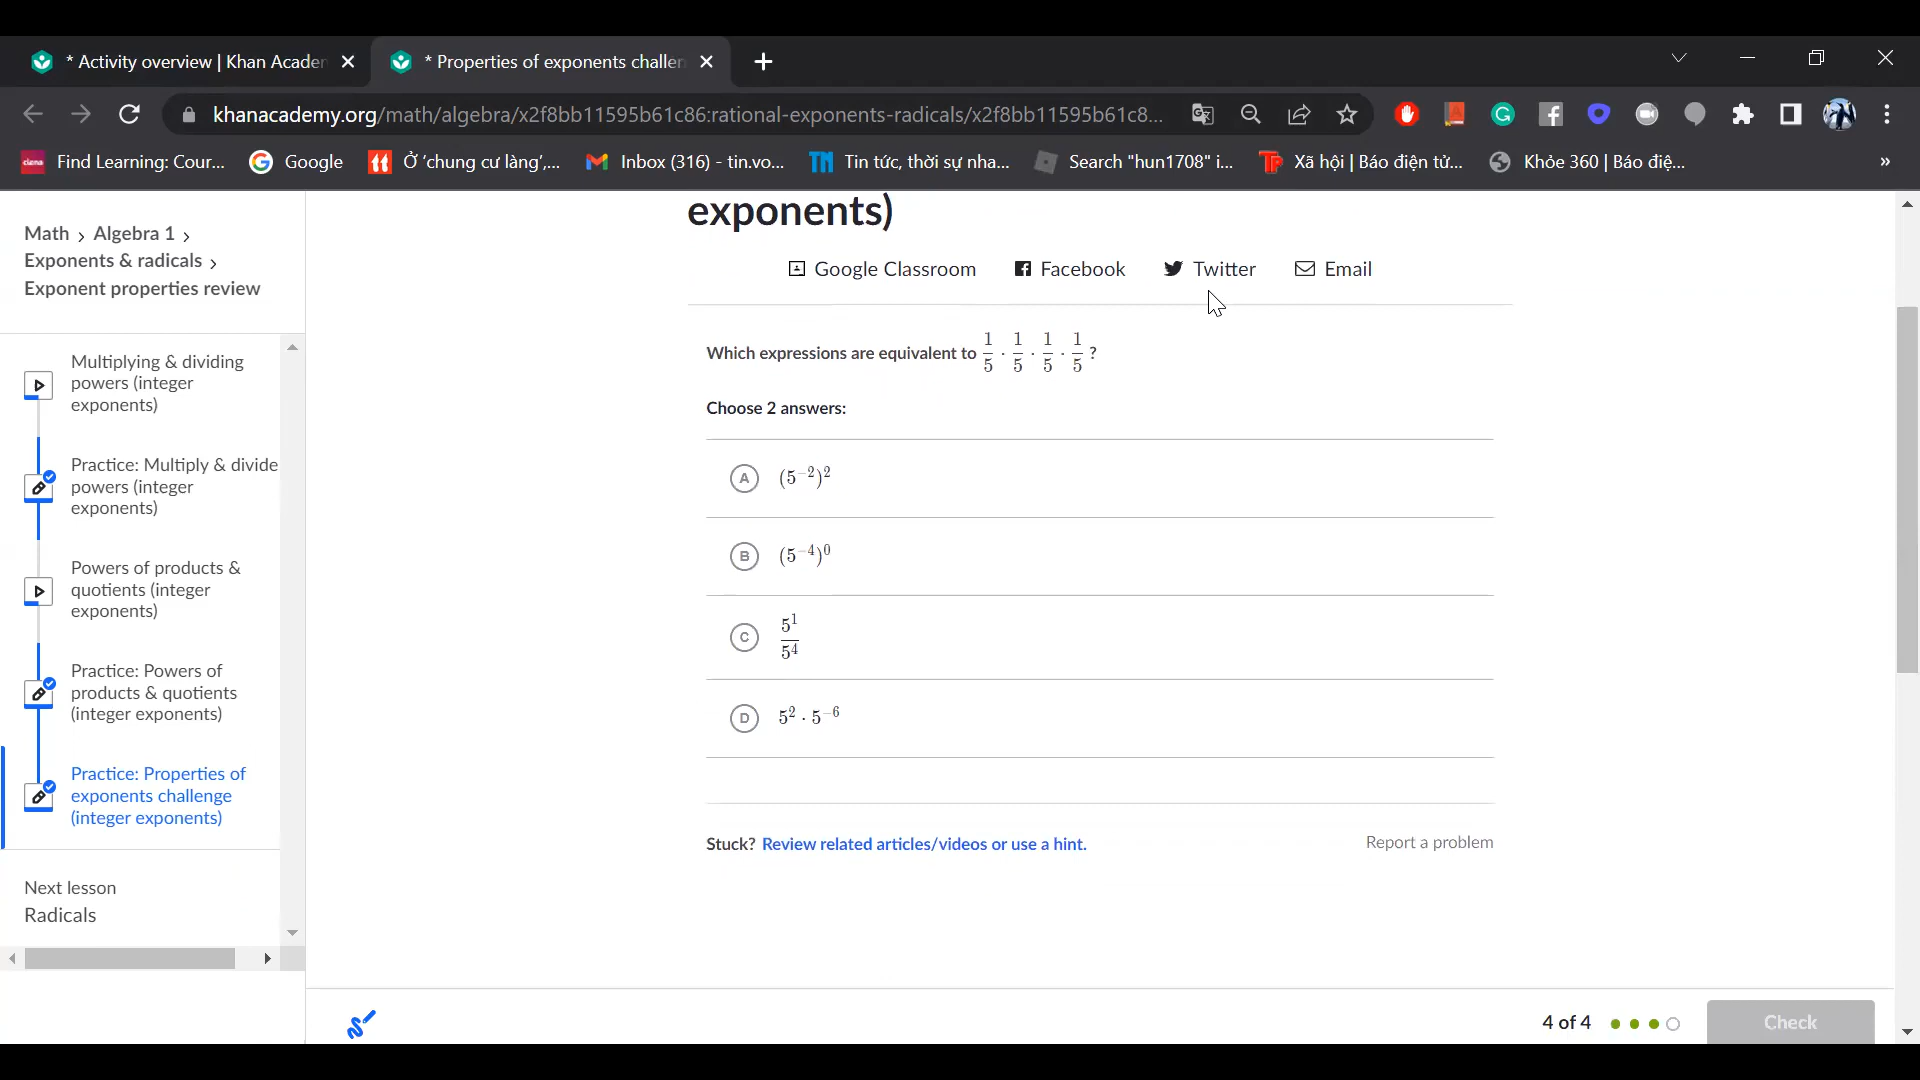 * Activity overview | Khan Acaden
* Properties of exponents challen
khanacademy.org/math/algebra/x2f8bb11595b61c86:rational-exponents-radicals/x2f8bb11595b61c8...
Find Learning: Cour...
Google
Ở 'chung cư làng',...
Inbox (316) - tin.vo...
Tin tức, thời sự nha...
Search "hun1708" i...
Xã hội | Báo điện tử...
Khỏe 360 | Báo điệ...
»
Math > Algebra 1 >
Exponents & radicals >
Exponent properties review
Multiplying & dividing
powers (integer
exponents)
Practice: Multiply & divide
powers (integer
exponents)
Powers of products &
quotients (integer
exponents)
Practice: Powers of
products & quotients
(integer exponents)
Practice: Properties of
exponents challenge
(integer exponents)
Next lesson
Radicals
exponents)
Google Classroom
Facebook
Twitter
Email
Which expressions are equivalent to 1/5 · 1/5 · 1/5 · 1/5 ?
Choose 2 answers:
A (5⁻²)²
B (5⁻⁴)⁰
C 5¹/5⁴
D 5² · 5⁻⁶
Stuck? Review related articles/videos or use a hint.
Report a problem
4 of 4
Check